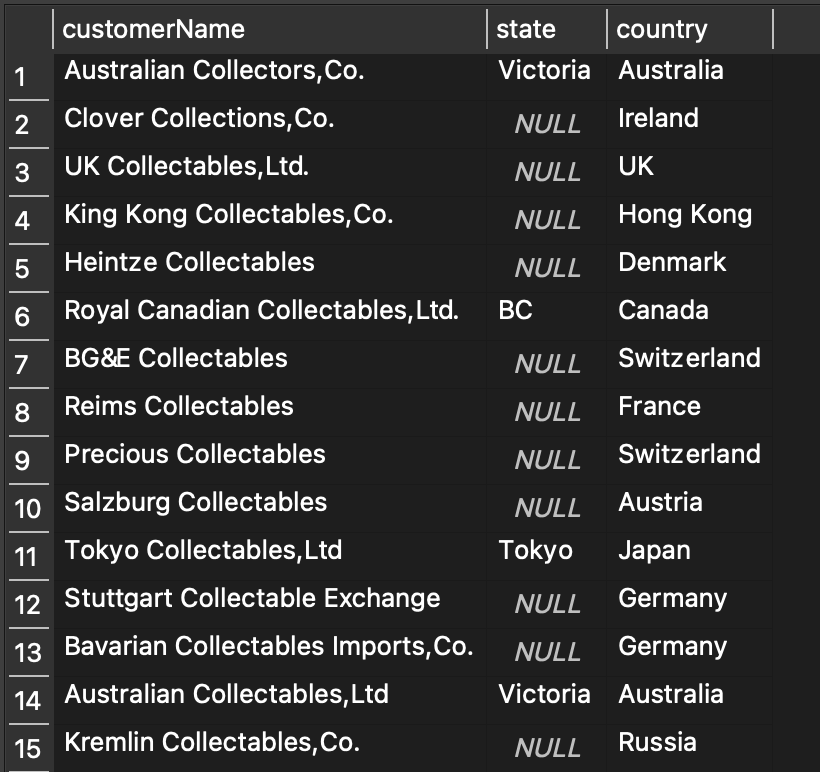 customerName state country
1 Australian Collectors,Co. Victoria Australia
2 Clover Collections,Co. NULL Ireland
3 UK Collectables,Ltd. NULL UK
4 King Kong Collectables,Co. NULL Hong Kong
5 Heintze Collectables NULL Denmark
6 Royal Canadian Collectables,Ltd. BC Canada
7 BG&E Collectables NULL Switzerland
8 Reims Collectables NULL France
9 Precious Collectables NULL Switzerland
10 Salzburg Collectables NULL Austria
11 Tokyo Collectables,Ltd Tokyo Japan
12 Stuttgart Collectable Exchange NULL Germany
13 Bavarian Collectables Imports,Co. NULL Germany
14 Australian Collectables,Ltd Victoria Australia
15 Kremlin Collectables,Co. NULL Russia